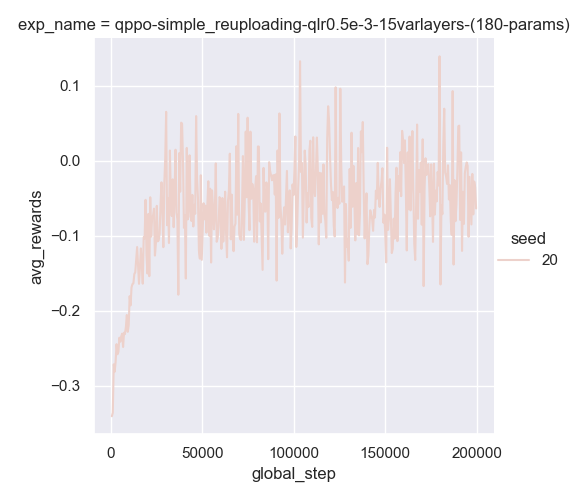 exp_name = qppo-simple_reuploading-qlr0.5e-3-15varlayers-(180-params)
0.1
0.0
−0.1
−0.2
−0.3
avg_rewards
seed
20
0 50000 100000 150000 200000
global_step